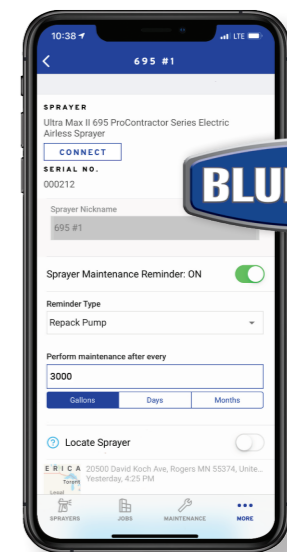 10:38
LTE
695 #1
SPRAYER
Ultra Max II 695 ProContractor Series Electric
Airless Sprayer
CONNECT
SERIAL NO.
000212
BLU
Sprayer Nickname
695 #1
Sprayer Maintenance Reminder: ON
Reminder Type
Repack Pump
Perform maintenance after every
3000
Gallons Days Months
Locate Sprayer
ERICA 20500 David Koch Ave, Rogers MN 55374, Unite...
Toront Yesterday, 4:25 PM
SPRAYERS JOBS MAINTENANCE MORE